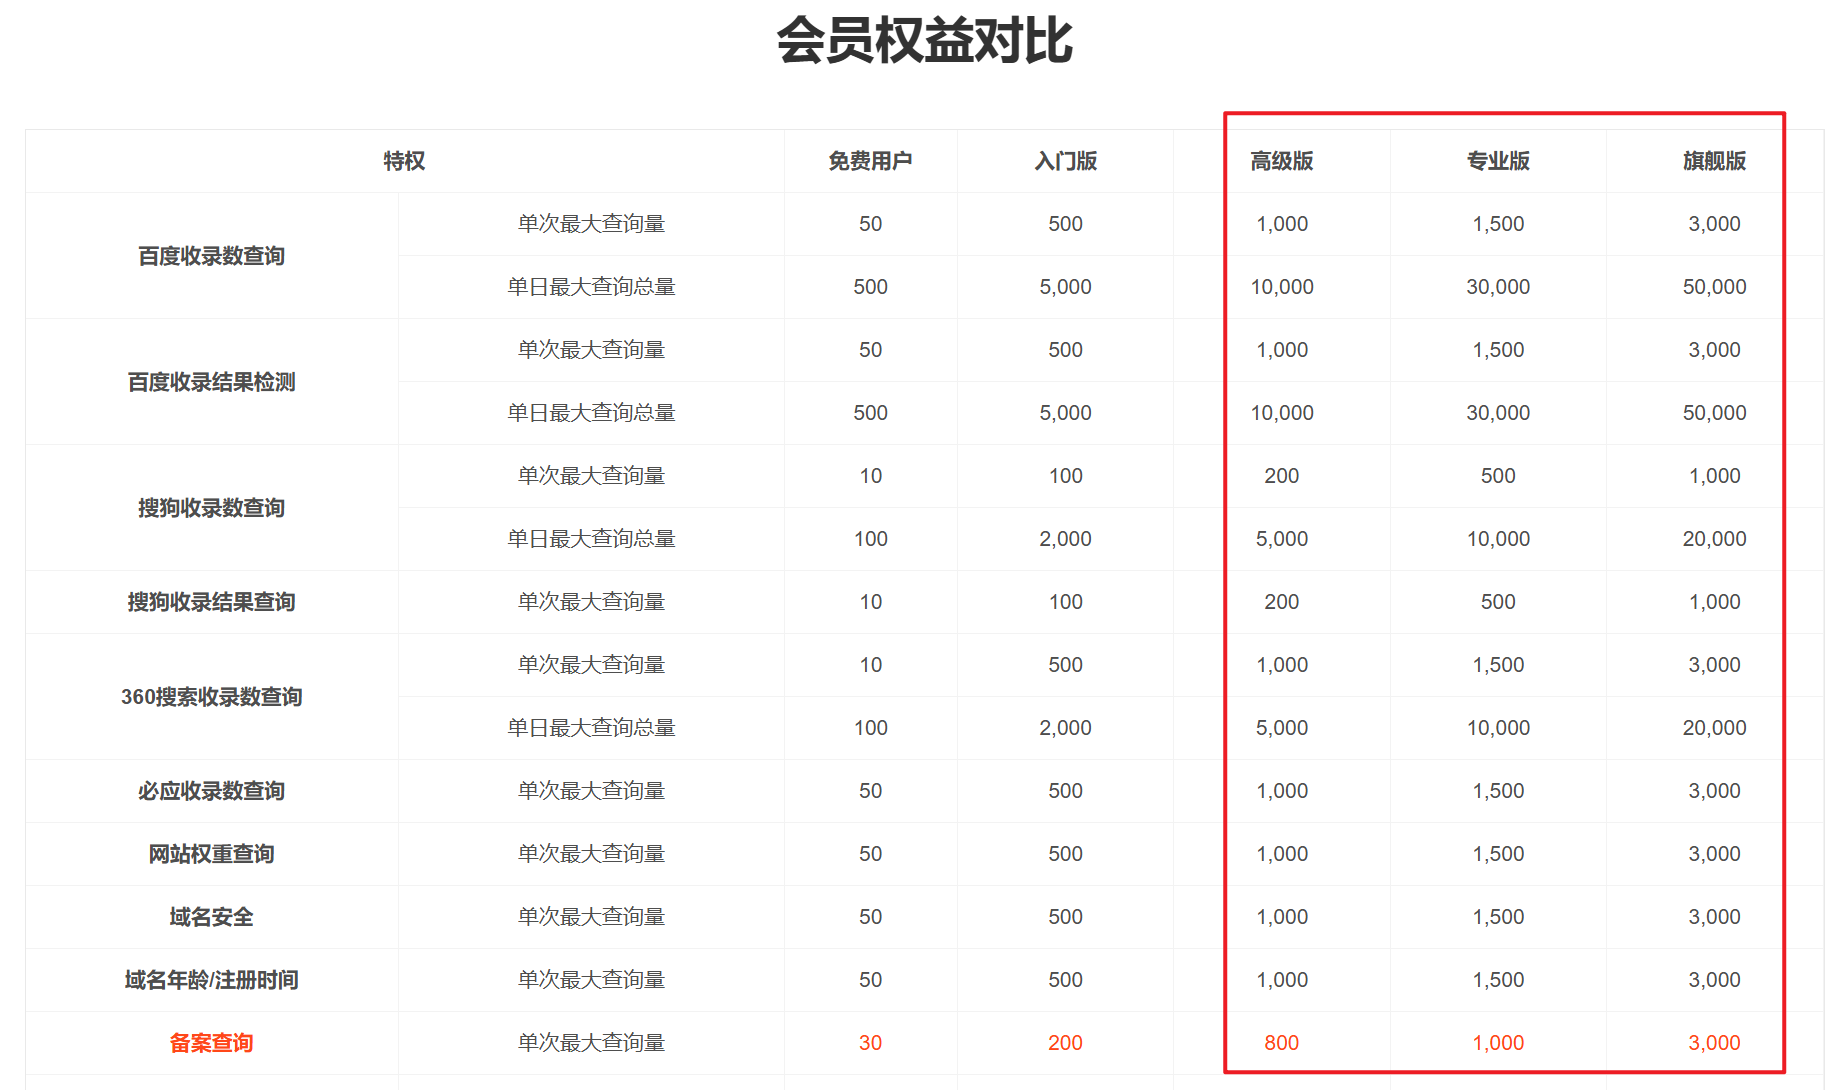 会员权益对比
特权 免费用户 入门版 高级版 专业版 旗舰版
百度收录数查询 单次最大查询量 50 500 1,000 1,500 3,000
单日最大查询总量 500 5,000 10,000 30,000 50,000
百度收录结果检测 单次最大查询量 50 500 1,000 1,500 3,000
单日最大查询总量 500 5,000 10,000 30,000 50,000
搜狗收录数查询 单次最大查询量 10 100 200 500 1,000
单日最大查询总量 100 2,000 5,000 10,000 20,000
搜狗收录结果查询 单次最大查询量 10 100 200 500 1,000
360搜索收录数查询 单次最大查询量 10 500 1,000 1,500 3,000
单日最大查询总量 100 2,000 5,000 10,000 20,000
必应收录数查询 单次最大查询量 50 500 1,000 1,500 3,000
网站权重查询 单次最大查询量 50 500 1,000 1,500 3,000
域名安全 单次最大查询量 50 500 1,000 1,500 3,000
域名年龄/注册时间 单次最大查询量 50 500 1,000 1,500 3,000
备案查询 单次最大查询量 30 200 800 1,000 3,000